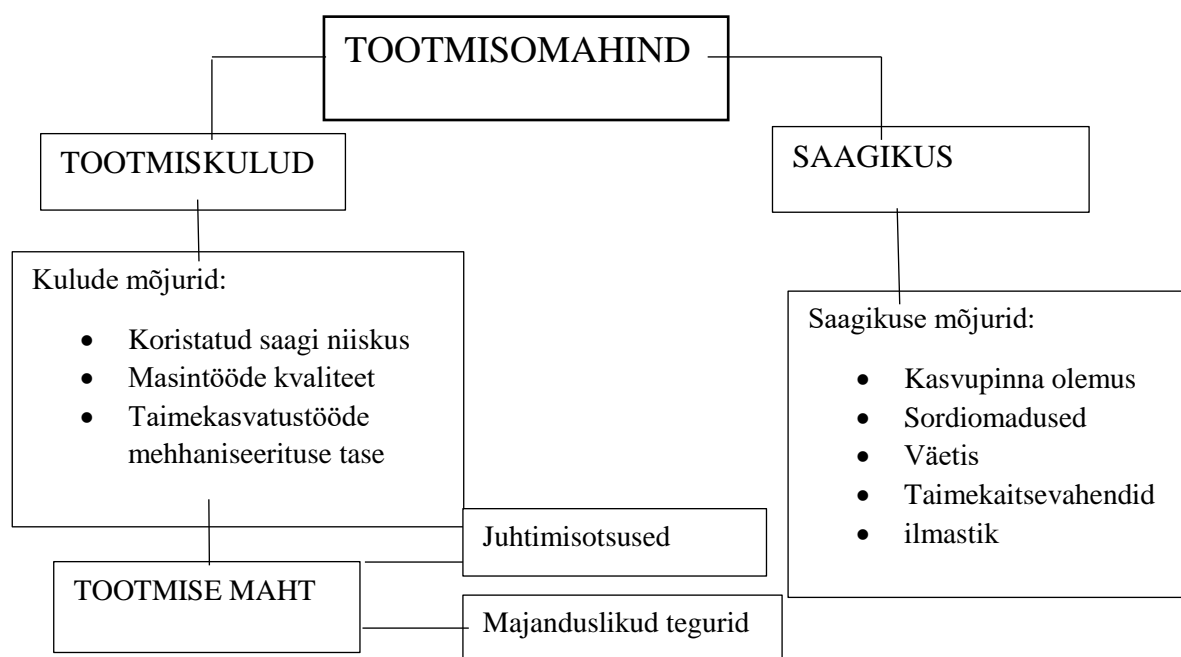 TOOTMISOMAHIND
TOOTMISKULUD
SAAGIKUS
Kulude mõjurid:
• Koristatud saagi niiskus
• Masintööde kvaliteet
• Taimekasvatustööde
mehhaniseerituse tase
Saagikuse mõjurid:
• Kasvupinna olemus
• Sordiomadused
• Väetis
• Taimekaitsevahendid
• ilmastik
Juhtimisotsused
TOOTMISE MAHT
Majanduslikud tegurid